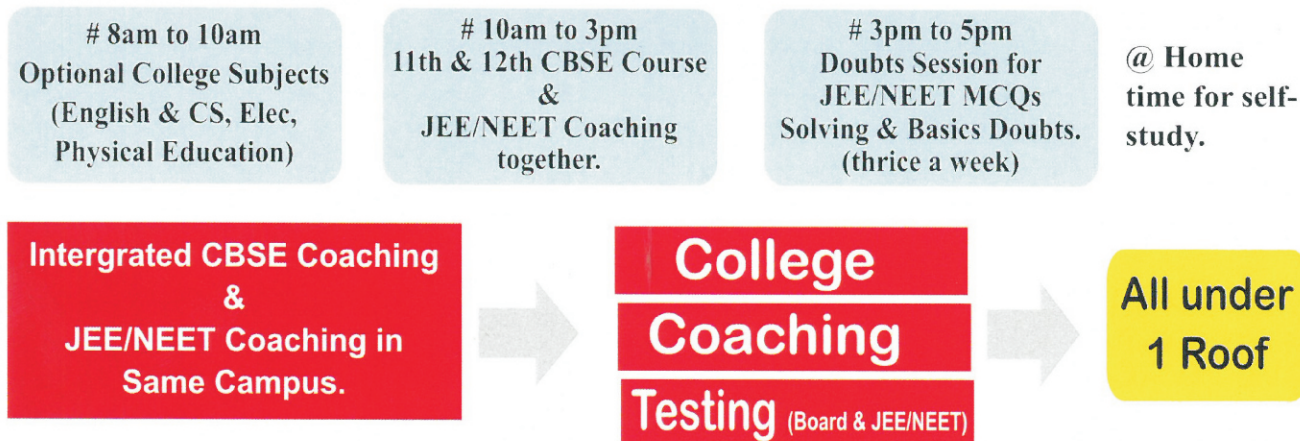 # 8am to 10am
Optional College Subjects
(English & CS, Elec,
Physical Education)
# 10am to 3pm
11th & 12th CBSE Course
&
JEE/NEET Coaching
together.
# 3pm to 5pm
Doubts Session for
JEE/NEET MCQs
Solving & Basics Doubts.
(thrice a week)
@ Home
time for self-
study.
Intergrated CBSE Coaching
&
JEE/NEET Coaching in
Same Campus.
College
Coaching
Testing (Board & JEE/NEET)
All under
1 Roof